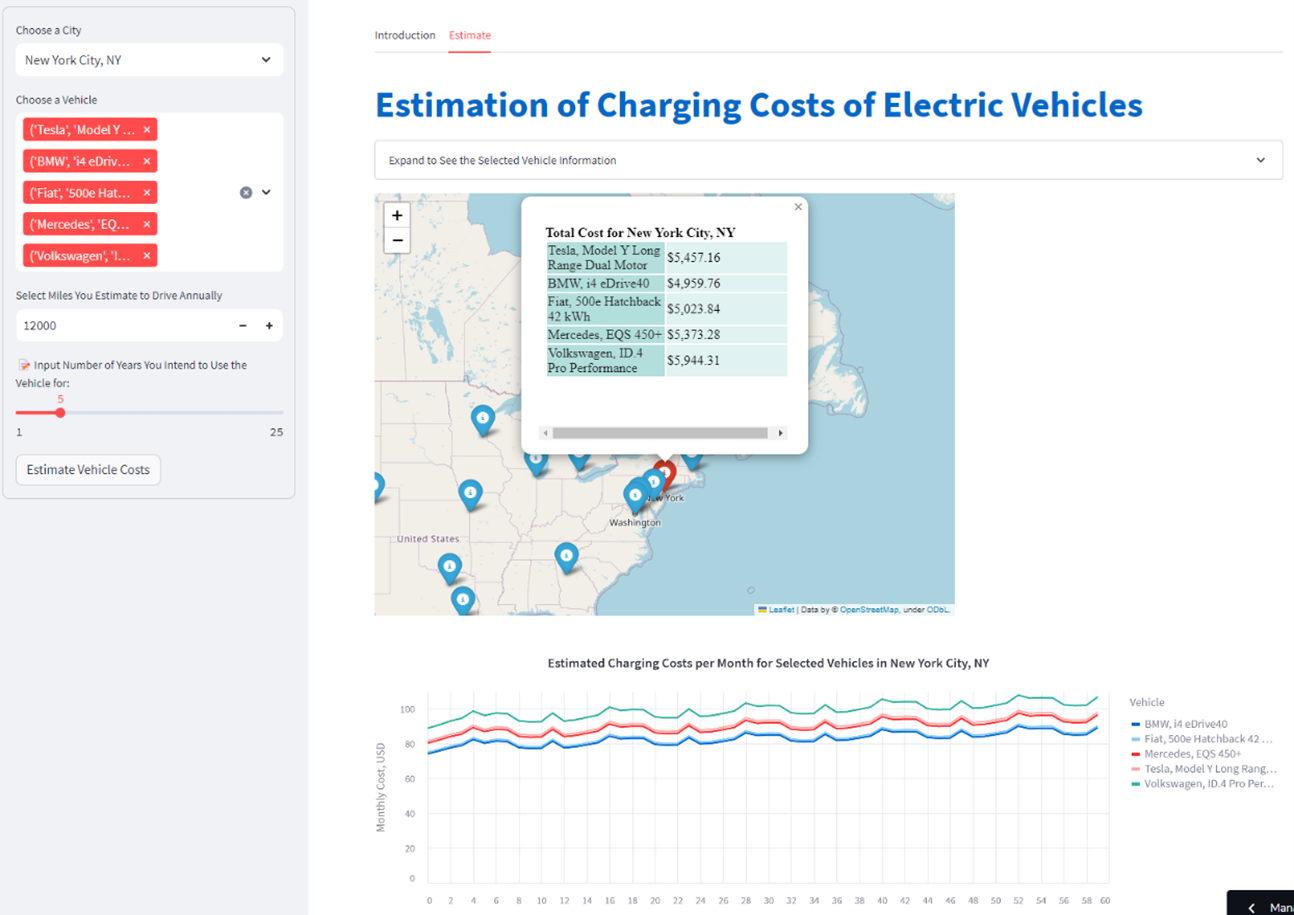 Choose a City
New York City, NY
Choose a Vehicle
('Tesla', 'Model Y ... ×
('BMW', 'i4 eDriv... ×
('Fiat', '500e Hat... ×
('Mercedes', 'EQ... ×
('Volkswagen', 'I... ×
Select Miles You Estimate to Drive Annually
12000
− +
📝 Input Number of Years You Intend to Use the
Vehicle for:
5
1 25
Estimate Vehicle Costs
Introduction Estimate
Estimation of Charging Costs of Electric Vehicles
Expand to See the Selected Vehicle Information
+
−
×
Total Cost for New York City, NY
Tesla, Model Y Long
Range Dual Motor $5,457.16
BMW, i4 eDrive40 $4,959.76
Fiat, 500e Hatchback
42 kWh $5,023.84
Mercedes, EQS 450+ $5,373.28
Volkswagen, ID.4
Pro Performance $5,944.31
New York
Washington
United States
Leaflet | Data by © OpenStreetMap, under ODbL.
Estimated Charging Costs per Month for Selected Vehicles in New York City, NY
Monthly Cost, USD
100
80
60
40
20
0
0 2 4 6 8 10 12 14 16 18 20 22 24 26 28 30 32 34 36 38 40 42 44 46 48 50 52 54 56 58 60
Vehicle
BMW, i4 eDrive40
Fiat, 500e Hatchback 42 ...
Mercedes, EQS 450+
Tesla, Model Y Long Rang...
Volkswagen, ID.4 Pro Per...
< Mana